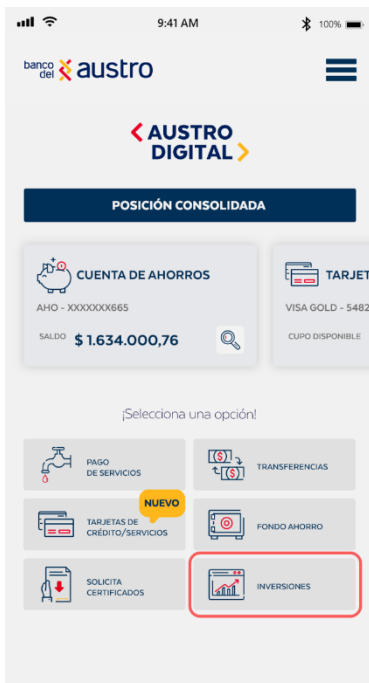 9:41 AM 100%
banco del austro
AUSTRO
DIGITAL
POSICIÓN CONSOLIDADA
CUENTA DE AHORROS
AHO - XXXXXXX665
SALDO $ 1.634.000,76
TARJET
VISA GOLD - 5482
CUPO DISPONIBLE
¡Selecciona una opción!
PAGO
DE SERVICIOS
TRANSFERENCIAS
NUEVO
TARJETAS DE
CRÉDITO/SERVICIOS
FONDO AHORRO
SOLICITA
CERTIFICADOS
INVERSIONES